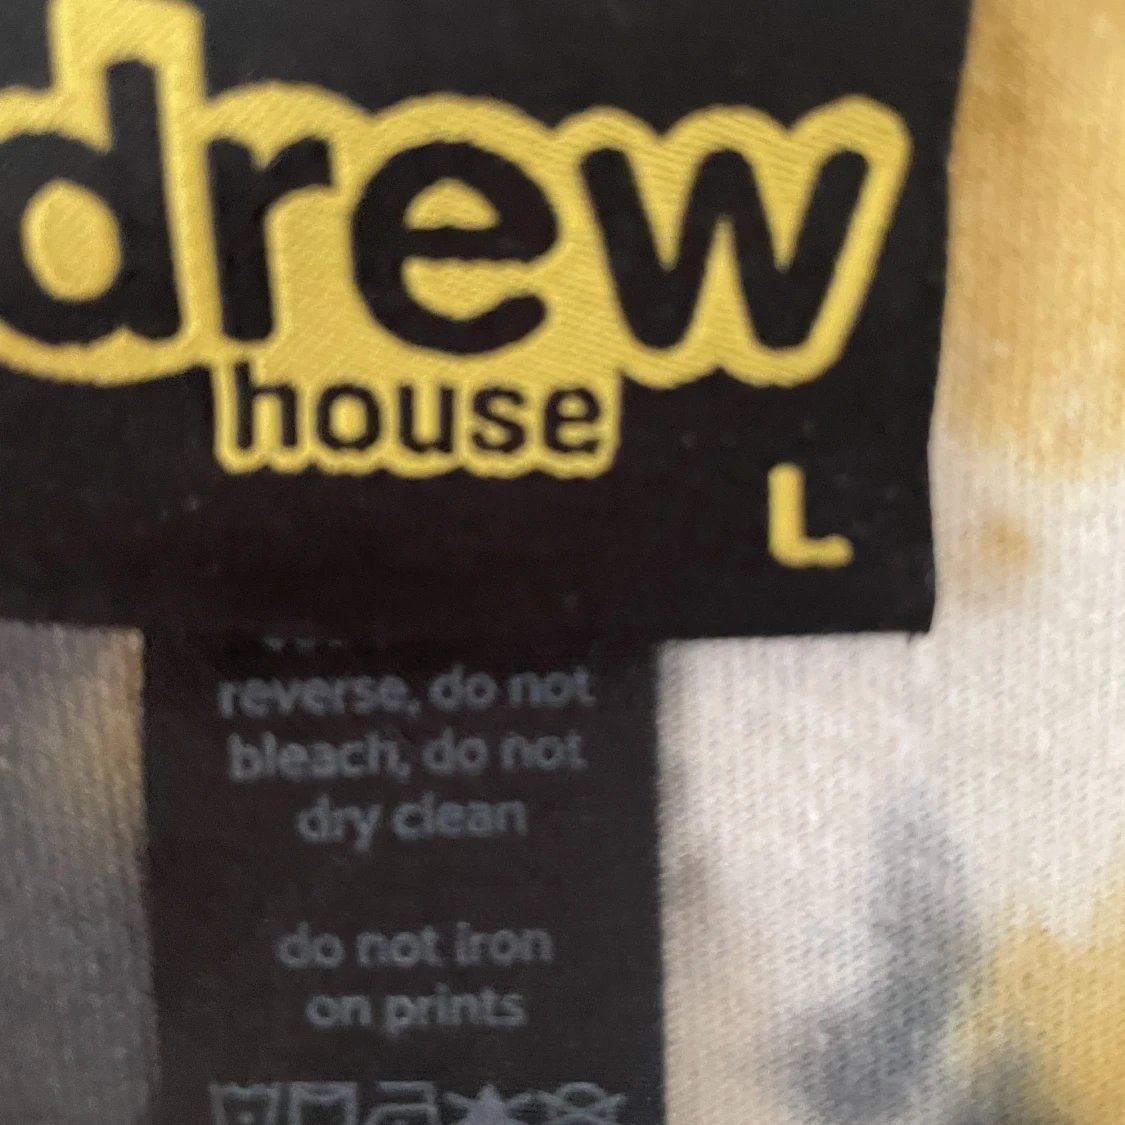 drew
house
L
reverse, do not
bleach, do not
dry clean
do not iron
on prints